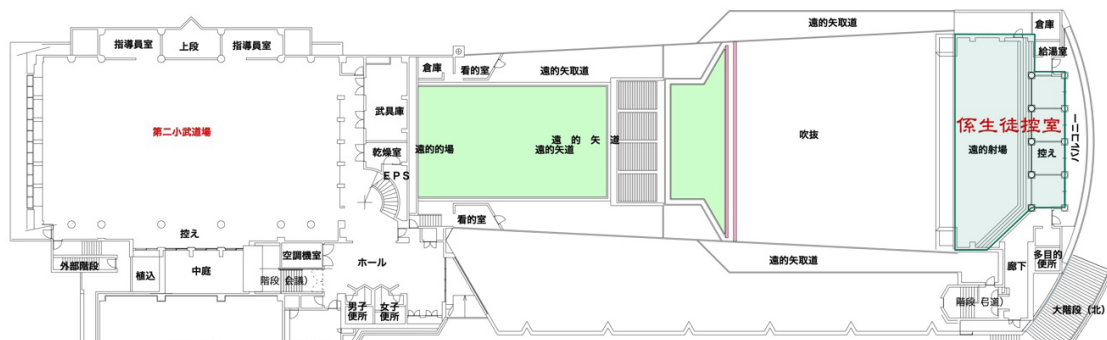 遠的矢取道
倉庫
指導員室
上段
指導員室
給湯室
倉庫
看的室
遠的矢取道
武具庫
係生徒控室
第二小武道場
遠的矢道
吹抜
バルコニー
遠的的場
遠的矢道
遠的射場
控え
乾燥室
EPS
看的室
控え
空調機室
ホール
遠的矢取道
廊下
多目的
便所
外部階段
植込
中庭
階段(会議)
男子
便所
女子
便所
階段(弓道)
大階段(北)